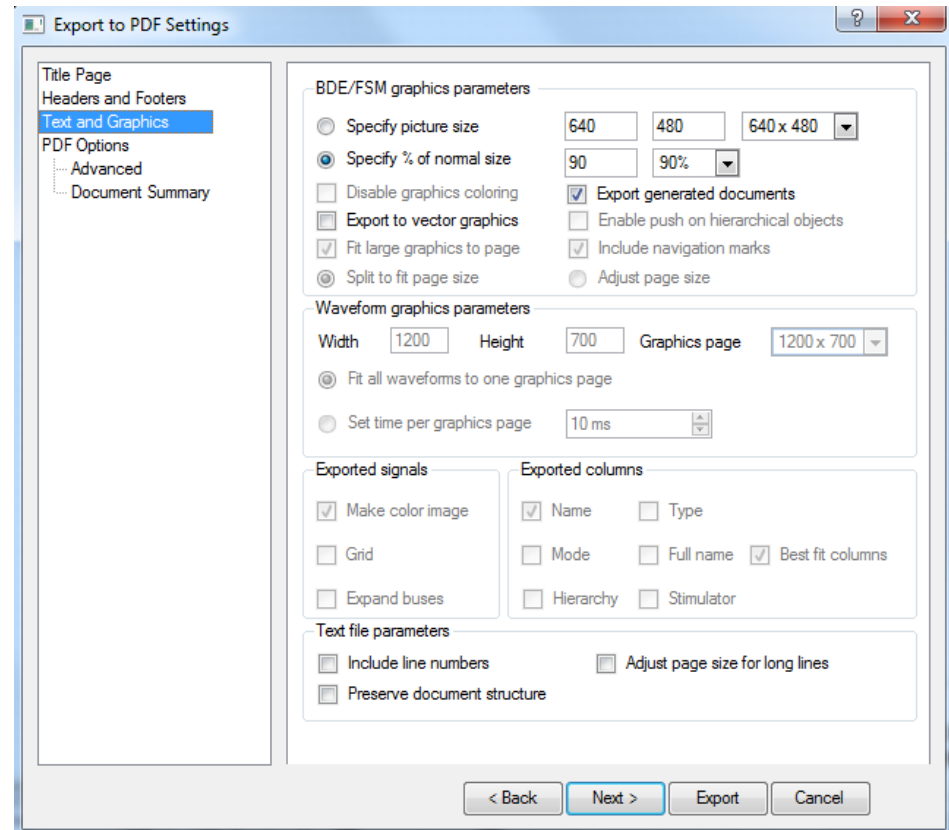 Export to PDF Settings
?
Title Page
Headers and Footers
Text and Graphics
PDF Options
Advanced
Document Summary
BDE/FSM graphics parameters
Specify picture size 640 480 640 x 480
Specify % of normal size 90 90%
Disable graphics coloring Export generated documents
Export to vector graphics Enable push on hierarchical objects
Fit large graphics to page Include navigation marks
Split to fit page size Adjust page size
Waveform graphics parameters
Width 1200 Height 700 Graphics page 1200 x 700
Fit all waveforms to one graphics page
Set time per graphics page 10 ms
Exported signals
Make color image
Grid
Expand buses
Exported columns
Name Type
Mode Full name Best fit columns
Hierarchy Stimulator
Text file parameters
Include line numbers Adjust page size for long lines
Preserve document structure
< Back Next > Export Cancel